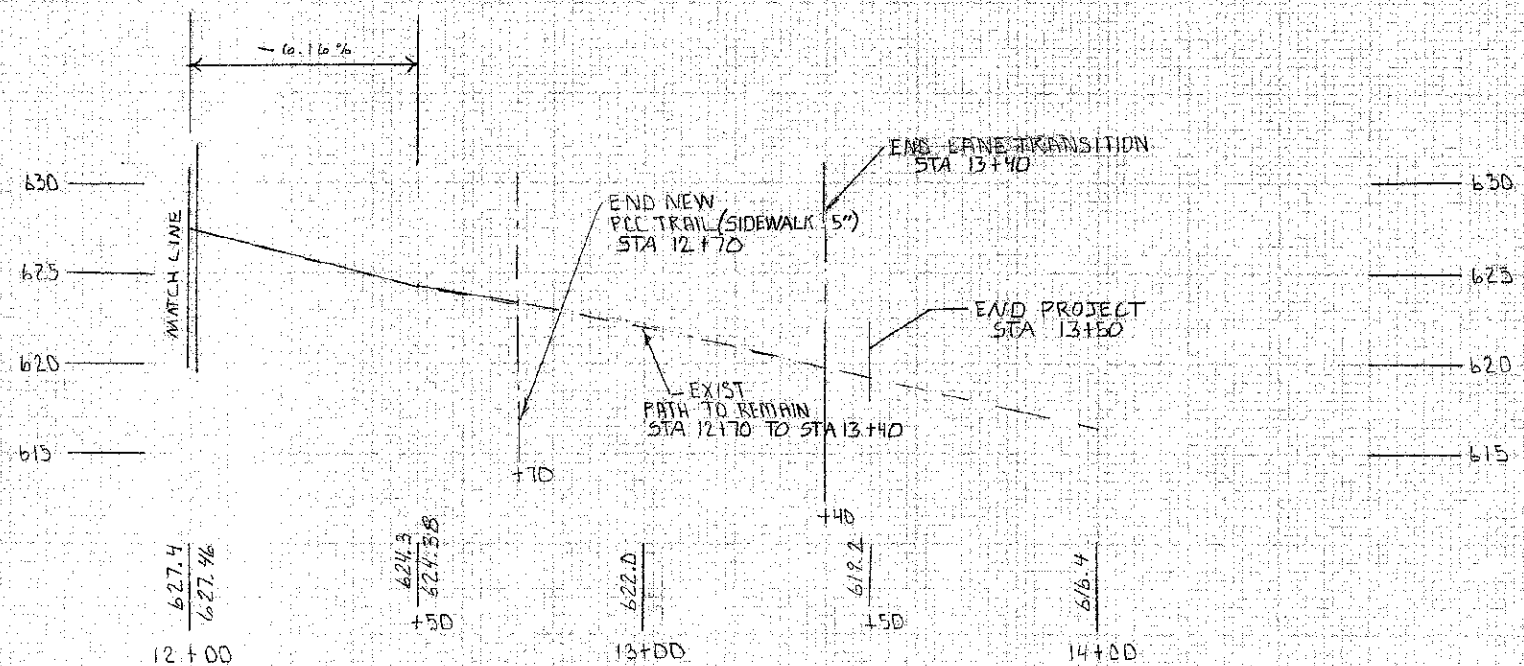 -6.16%
END LANE TRANSITION
STA 13+40
630
630
END NEW
PCC TRAIL (SIDEWALK 5")
STA 12+70
MATCH LINE
625
625
END PROJECT
STA 13+50
620
620
EXIST
PATH TO REMAIN
STA 12+70 TO STA 13+40
615
615
+70
+40
627.4
627.46
624.3
624.38
622.0
619.2
616.4
+50
+50
12+00
13+00
14+00